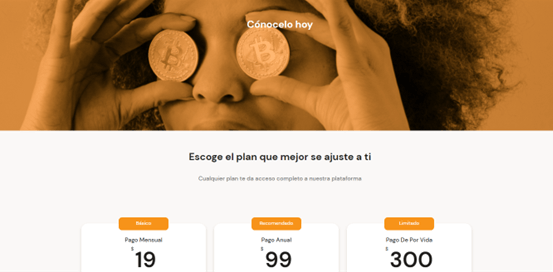 Cónocelo hoy
Escoge el plan que mejor se ajuste a ti
Cualquier plan te da acceso completo a nuestra plataforma
Básico
Recomendado
Limitado
Pago Mensual
Pago Anual
Pago De Por Vida
$ 19
$ 99
$ 300